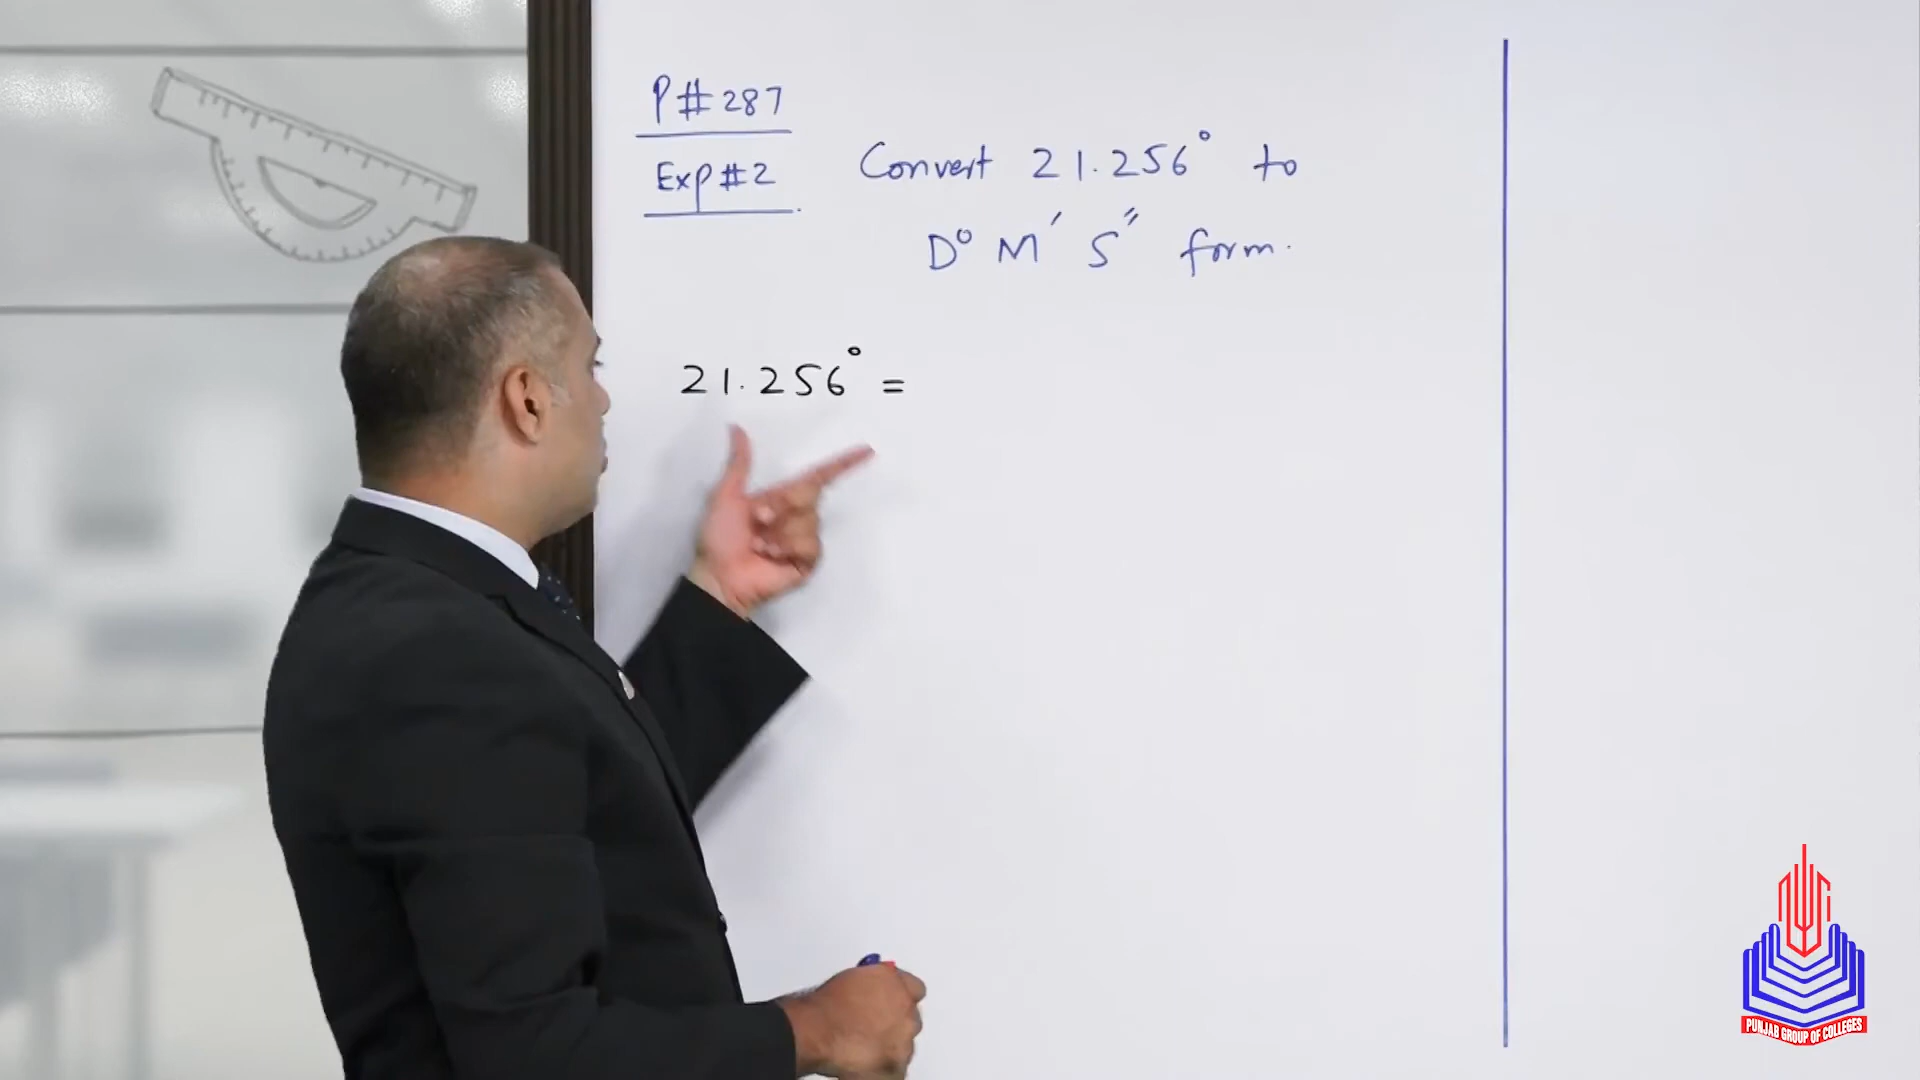 P#287
Exp#2
Convert 21.256° to
D° M′ S″ form.
21.256° =
PUNJAB GROUP OF COLLEGES